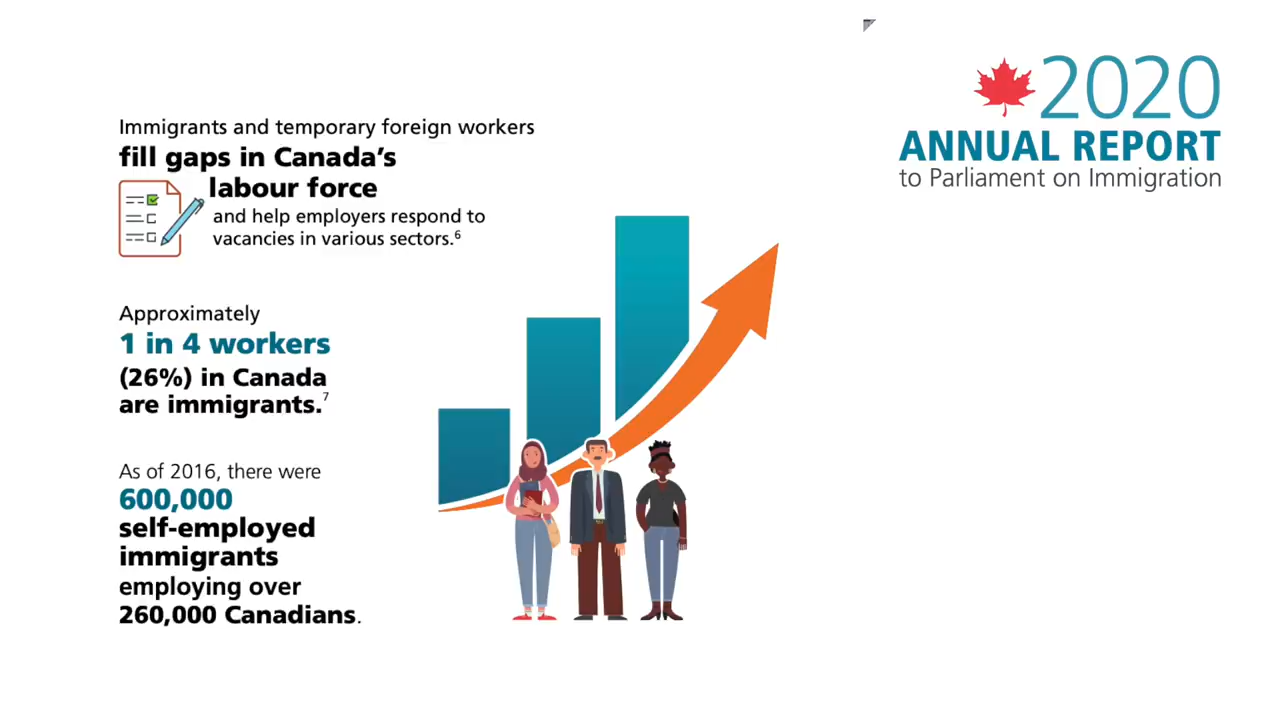 Immigrants and temporary foreign workers
fill gaps in Canada's
labour force
and help employers respond to
vacancies in various sectors.6
Approximately
1 in 4 workers
(26%) in Canada
are immigrants.7
As of 2016, there were
600,000
self-employed
immigrants
employing over
260,000 Canadians.
2020
ANNUAL REPORT
to Parliament on Immigration